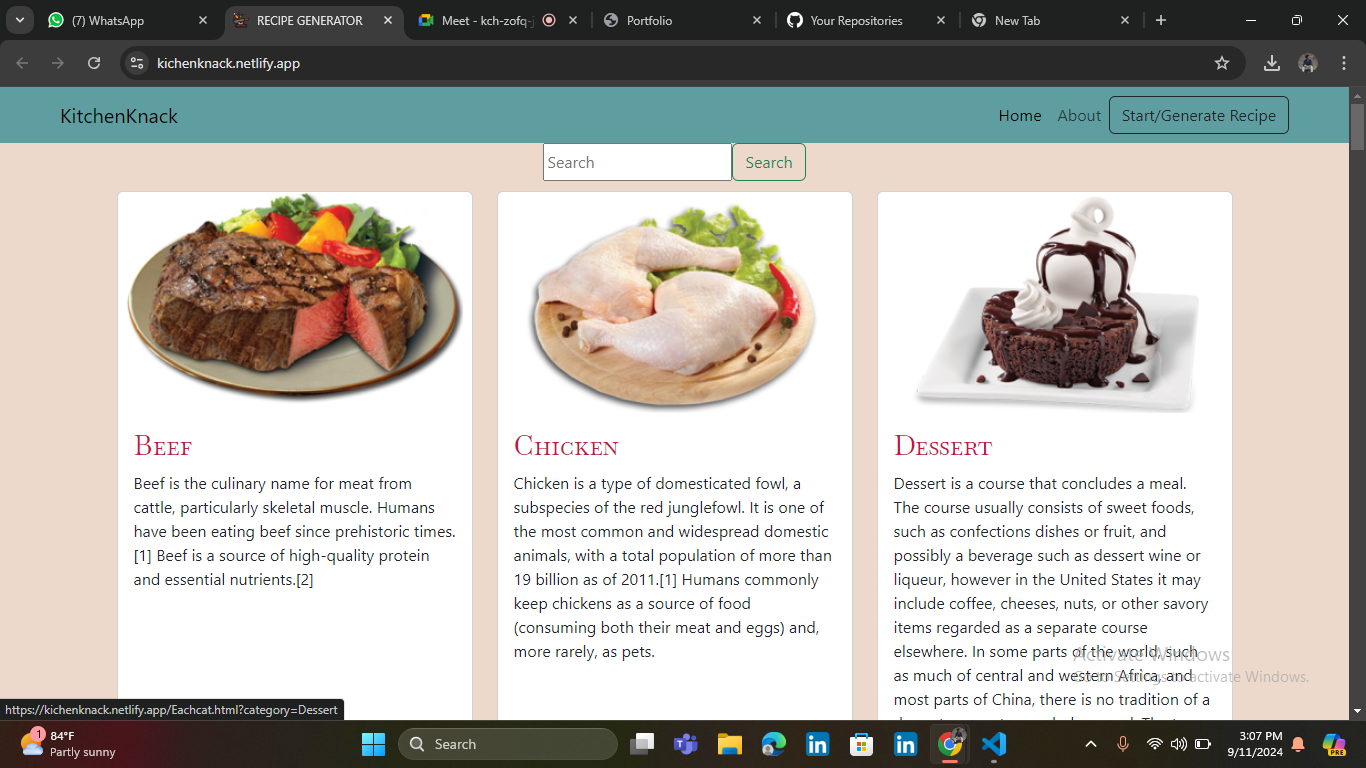 (7) WhatsApp
RECIPE GENERATOR
Meet - kch-zofq-
Portfolio
Your Repositories
New Tab
kichenknack.netlify.app
KitchenKnack
Home
About
Start/Generate Recipe
Search
Search
Beef
Beef is the culinary name for meat from
cattle, particularly skeletal muscle. Humans
have been eating beef since prehistoric times.
[1] Beef is a source of high-quality protein
and essential nutrients.[2]
Chicken
Chicken is a type of domesticated fowl, a
subspecies of the red junglefowl. It is one of
the most common and widespread domestic
animals, with a total population of more than
19 billion as of 2011.[1] Humans commonly
keep chickens as a source of food
(consuming both their meat and eggs) and,
more rarely, as pets.
Dessert
Dessert is a course that concludes a meal.
The course usually consists of sweet foods,
such as confections dishes or fruit, and
possibly a beverage such as dessert wine or
liqueur, however in the United States it may
include coffee, cheeses, nuts, or other savory
items regarded as a separate course
elsewhere. In some parts of the world, such
as much of central and western Africa, and
most parts of China, there is no tradition of a
Activate Windows
Go to Settings to activate Windows.
https://kichenknack.netlify.app/Eachcat.html?category=Dessert
1
84°F
Partly sunny
Search
3:07 PM
9/11/2024
PRE